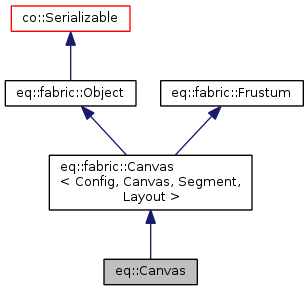 co::Serializable
eq::fabric::Object
eq::fabric::Frustum
eq::fabric::Canvas
< Config, Canvas, Segment,
Layout >
eq::Canvas